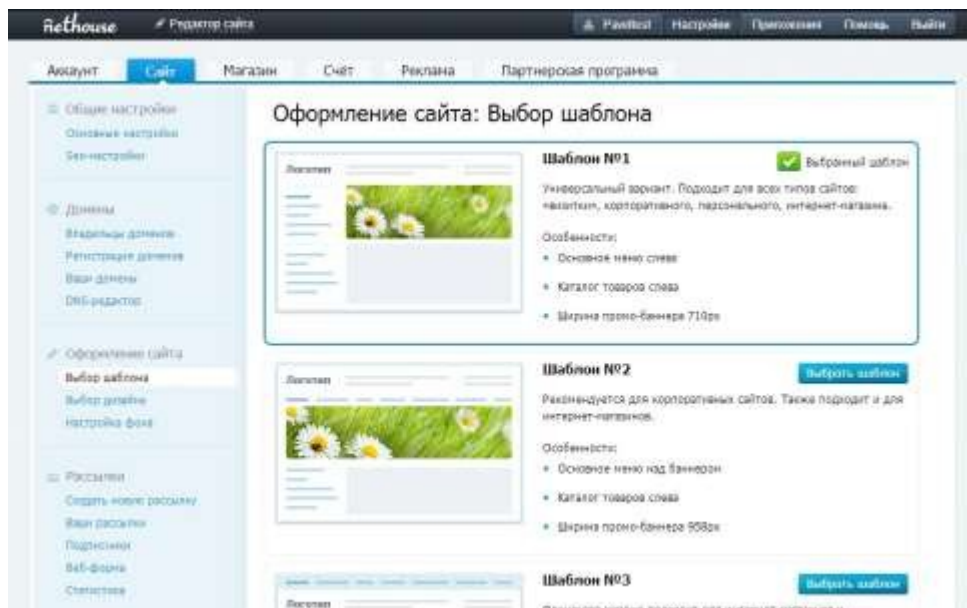 nethouse
Редактор сайта
Paveltest
Настройки
Приложения
Помощь
Выйти
Аккаунт
Сайт
Магазин
Счёт
Реклама
Партнерская программа
Общие настройки
Основные настройки
Seo-настройки
Домены
Владельцы доменов
Регистрация доменов
Ваши домены
DNS-редактор
Оформление сайта
Выбор шаблона
Выбор дизайна
Настройка фона
Рассылки
Создать новую рассылку
Ваши рассылки
Подписчики
Веб-форма
Статистика
Оформление сайта: Выбор шаблона
Логотип
Шаблон №1
Выбранный шаблон
Универсальный вариант. Подходит для всех типов сайтов:
«визитки», корпоративного, персонального, интернет-магазина.
Особенности:
Основное меню слева
Каталог товаров слева
Ширина промо-баннера 710px
Логотип
Шаблон №2
Выбрать шаблон
Рекомендуется для корпоративных сайтов. Также подходит и для
интернет-магазинов.
Особенности:
Основное меню над баннером
Каталог товаров слева
Ширина промо-баннера 958px
Логотип
Шаблон №3
Выбрать шаблон